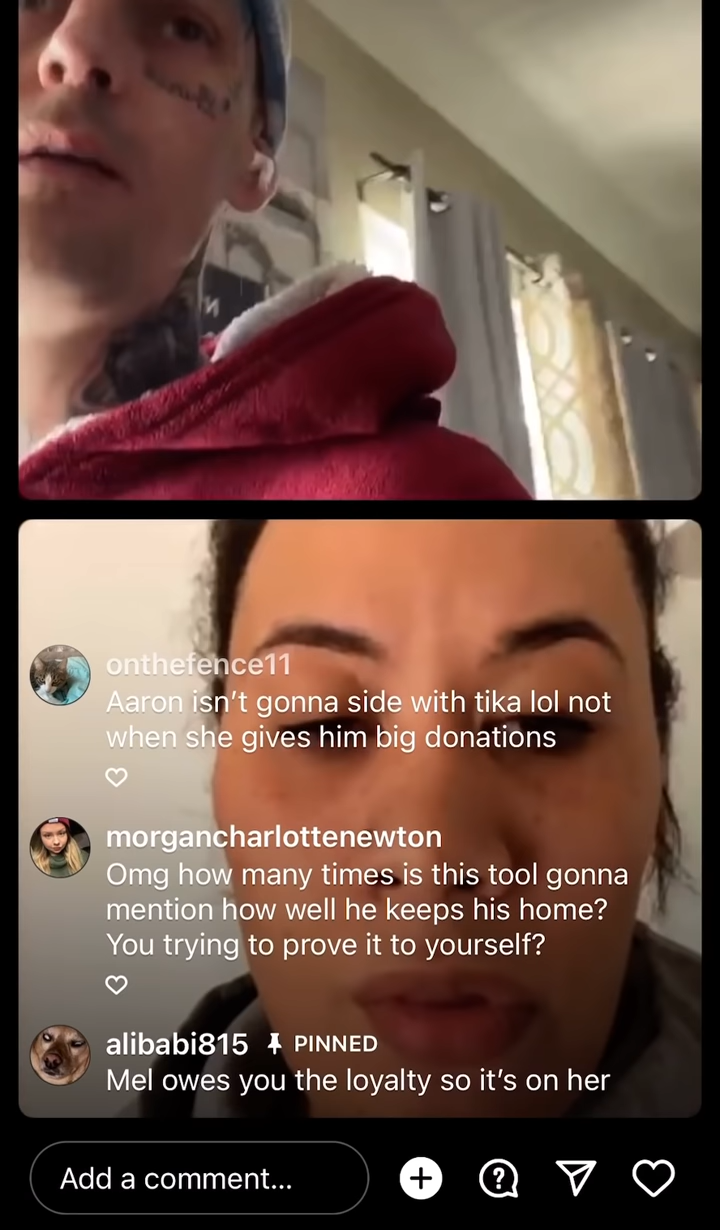 onthefence11
Aaron isn't gonna side with tika lol not
when she gives him big donations
morgancharlottenewton
Omg how many times is this tool gonna
mention how well he keeps his home?
You trying to prove it to yourself?
alibabi815 PINNED
Mel owes you the loyalty so it's on her
Add a comment...